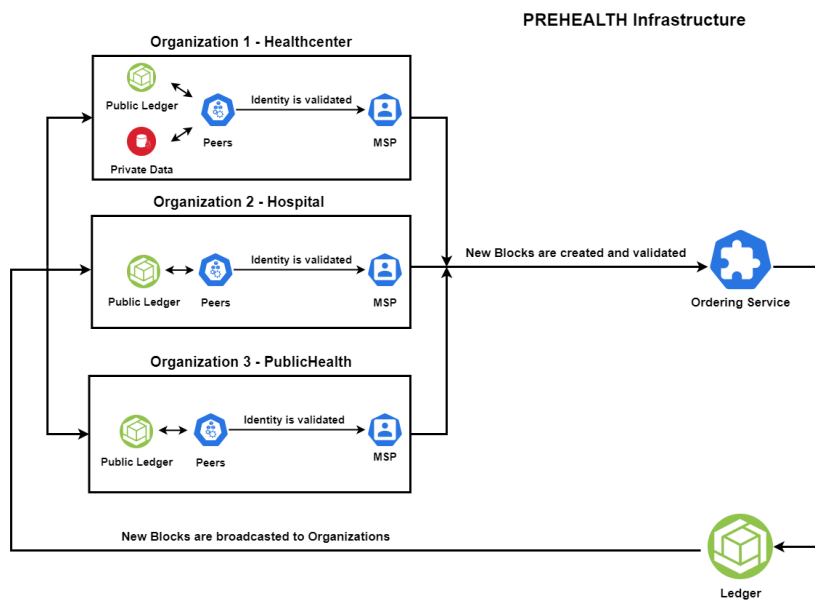 PREHEALTH Infrastructure
Organization 1 - Healthcenter
Public Ledger
Private Data
Peers
Identity is validated
MSP
Organization 2 - Hospital
Public Ledger
Peers
Identity is validated
MSP
New Blocks are created and validated
Ordering Service
Organization 3 - PublicHealth
Public Ledger
Peers
Identity is validated
MSP
New Blocks are broadcasted to Organizations
Ledger